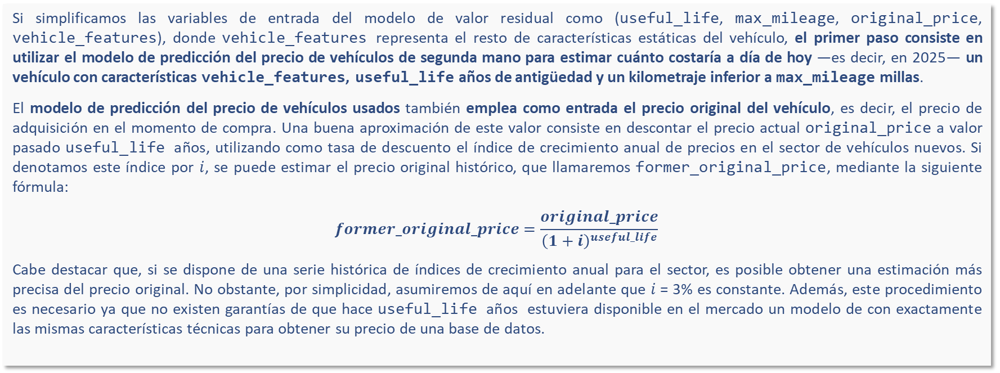 Si simplificamos las variables de entrada del modelo de valor residual como (useful_life, max_mileage, original_price,
vehicle_features), donde vehicle_features representa el resto de características estáticas del vehículo, el primer paso consiste en
utilizar el modelo de predicción del precio de vehículos de segunda mano para estimar cuánto costaría a día de hoy —es decir, en 2025— un
vehículo con características vehicle_features, useful_life años de antigüedad y un kilometraje inferior a max_mileage millas.
El modelo de predicción del precio de vehículos usados también emplea como entrada el precio original del vehículo, es decir, el precio de
adquisición en el momento de compra. Una buena aproximación de este valor consiste en descontar el precio actual original_price a valor
pasado useful_life años, utilizando como tasa de descuento el índice de crecimiento anual de precios en el sector de vehículos nuevos. Si
denotamos este índice por i, se puede estimar el precio original histórico, que llamaremos former_original_price, mediante la siguiente
fórmula:
former_original_price = original_price / (1 + i)^useful_life
Cabe destacar que, si se dispone de una serie histórica de índices de crecimiento anual para el sector, es posible obtener una estimación más
precisa del precio original. No obstante, por simplicidad, asumiremos de aquí en adelante que i = 3% es constante. Además, este procedimiento
es necesario ya que no existen garantías de que hace useful_life años estuviera disponible en el mercado un modelo de con exactamente
las mismas características técnicas para obtener su precio de una base de datos.